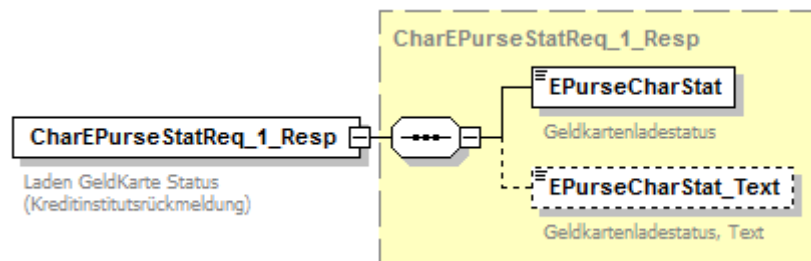 CharEPurseStatReq_1_Resp
EPurseCharStat
Geldkartenladestatus
CharEPurseStatReq_1_Resp
Laden GeldKarte Status
(Kreditinstitutsrückmeldung)
EPurseCharStat_Text
Geldkartenladestatus, Text